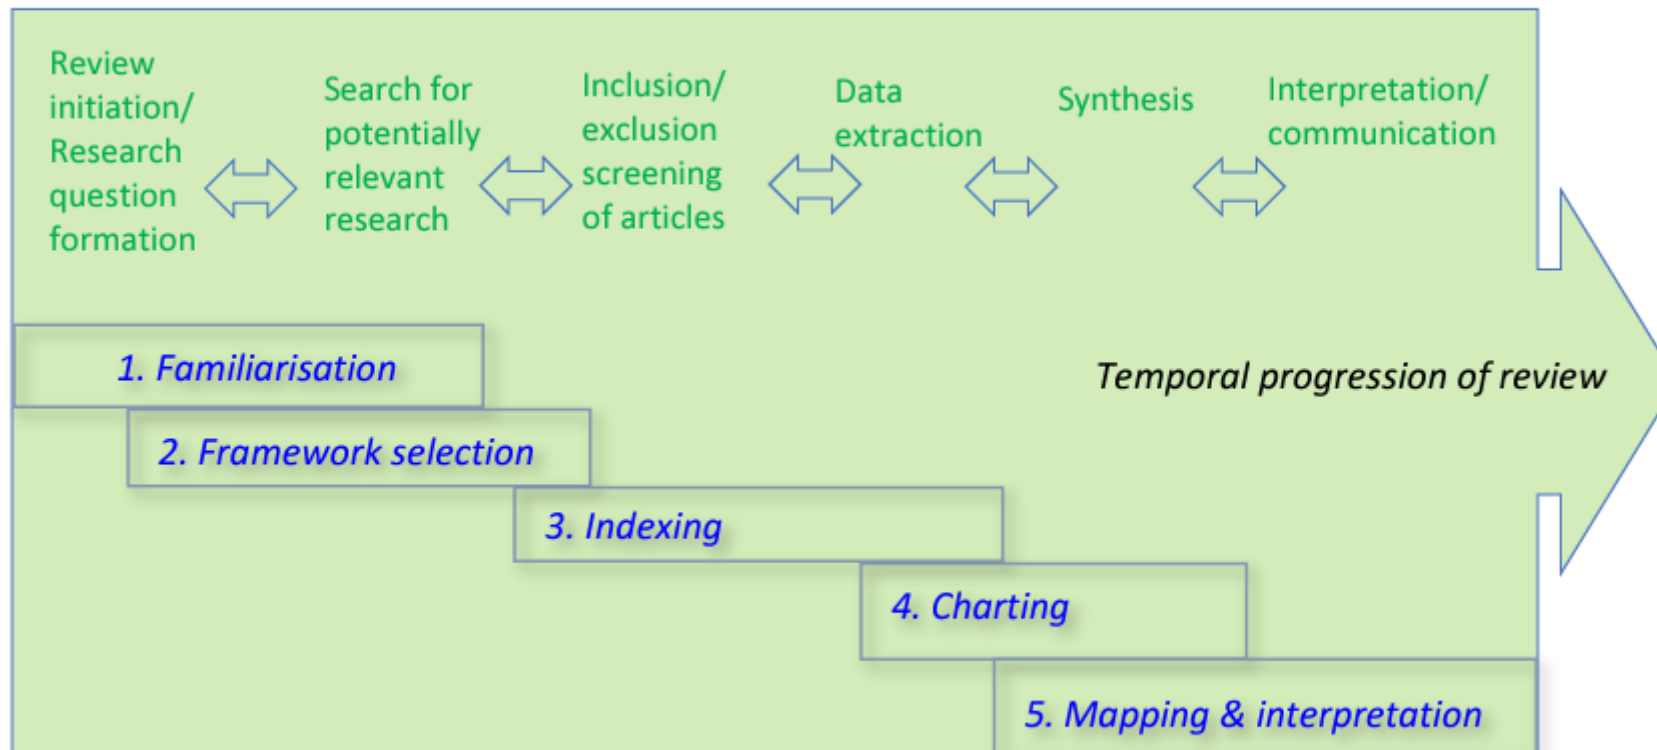 Review
initiation/
Research
question
formation
Search for
potentially
relevant
research
Inclusion/
exclusion
screening
of articles
Data
extraction
Synthesis
Interpretation/
communication
1. Familiarisation
Temporal progression of review
2. Framework selection
3. Indexing
4. Charting
5. Mapping & interpretation